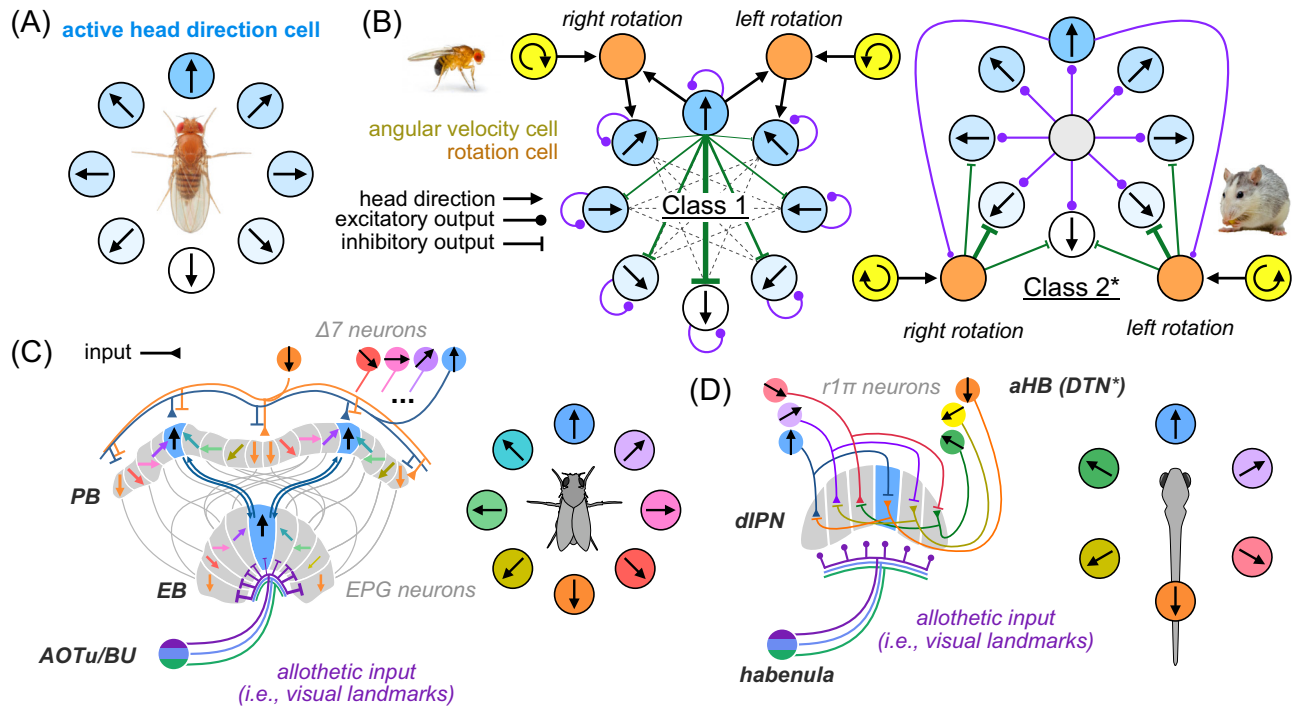 (A)
active head direction cell
(B)
right rotation
left rotation
angular velocity cell
rotation cell
head direction
excitatory output
inhibitory output
Class 1
Class 2*
right rotation
left rotation
(C)
input
Δ7 neurons
...
PB
EB
EPG neurons
AOTu/BU
allothetic input
(i.e., visual landmarks)
(D)
r1π neurons
aHB (DTN*)
dIPN
allothetic input
(i.e., visual landmarks)
habenula